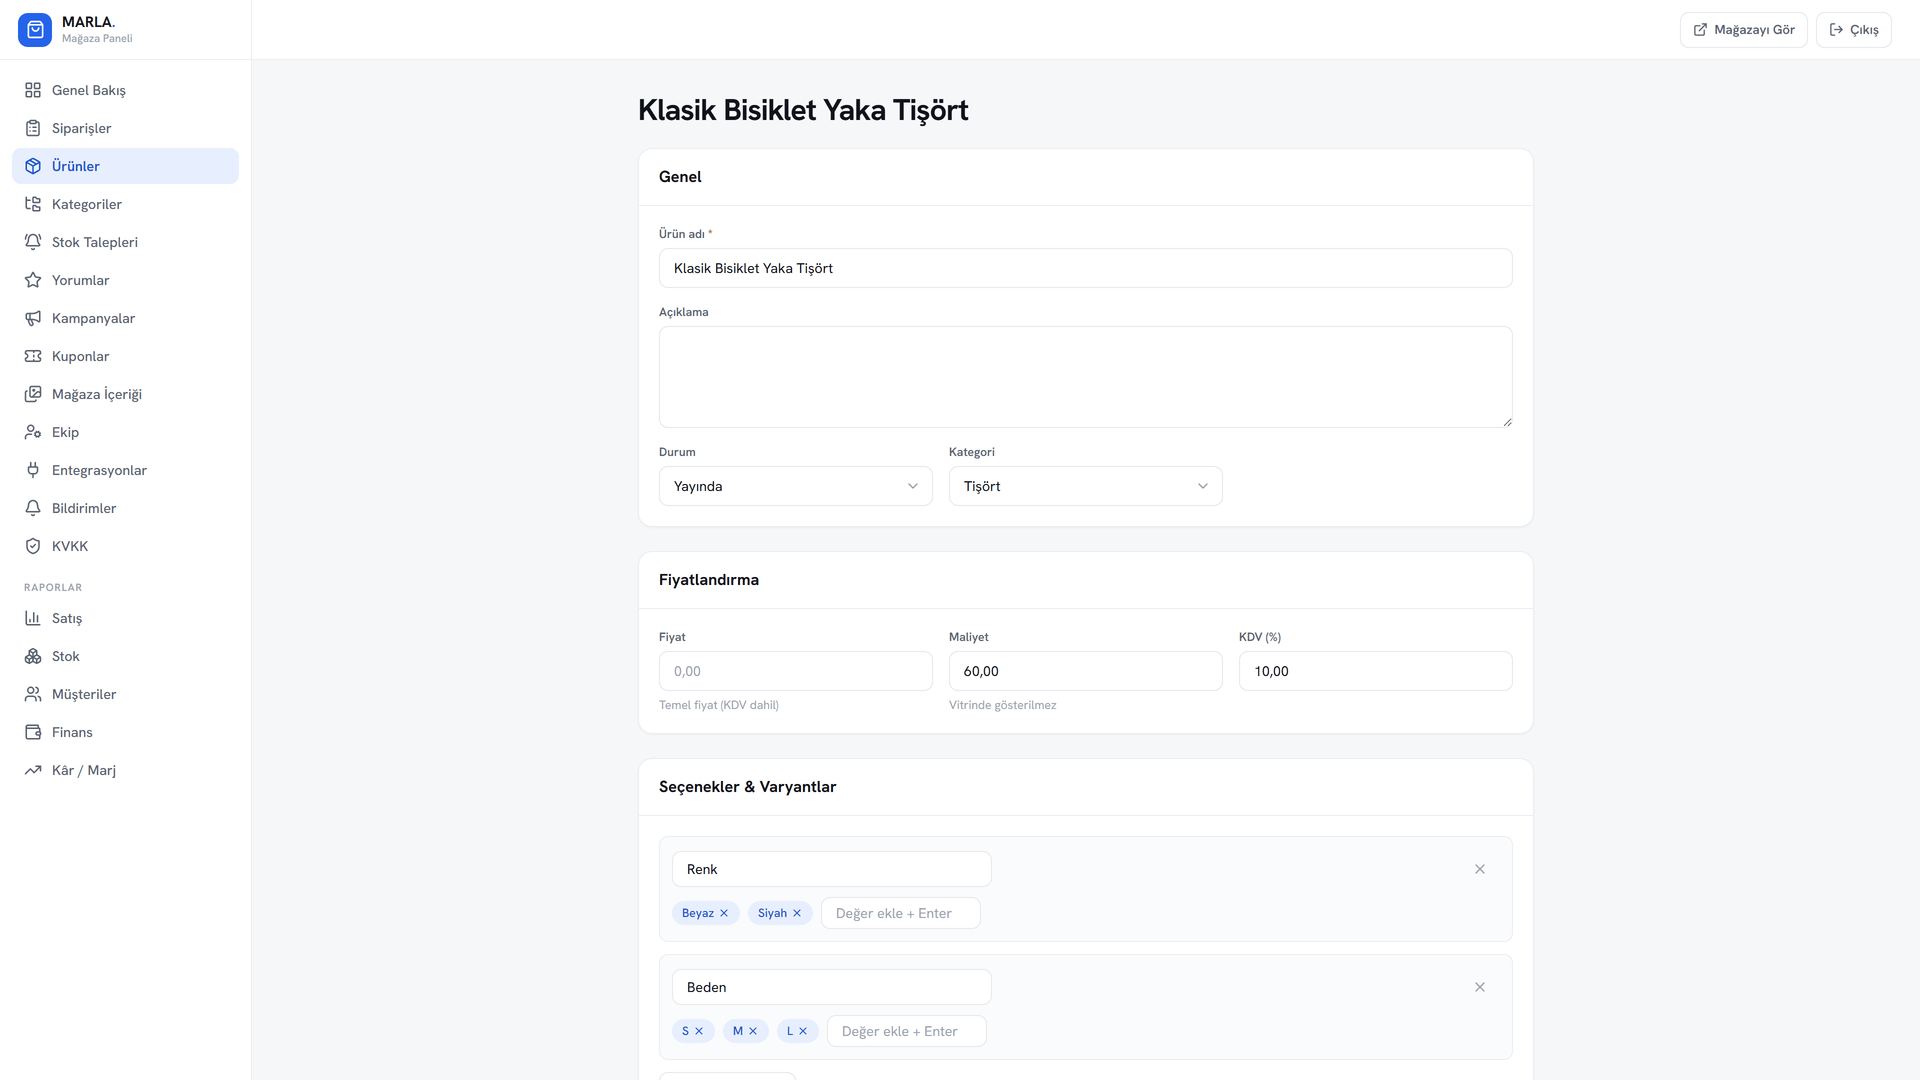 MARLA.
Mağaza Paneli
Mağazayı Gör
Çıkış
Genel Bakış
Siparişler
Ürünler
Kategoriler
Stok Talepleri
Yorumlar
Kampanyalar
Kuponlar
Mağaza İçeriği
Ekip
Entegrasyonlar
Bildirimler
KVKK
RAPORLAR
Satış
Stok
Müşteriler
Finans
Kâr / Marj
Klasik Bisiklet Yaka Tişört
Genel
Ürün adı *
Klasik Bisiklet Yaka Tişört
Açıklama
Durum Kategori
Yayında Tişört
Fiyatlandırma
Fiyat Maliyet KDV (%)
0,00 60,00 10,00
Temel fiyat (KDV dahil) Vitrinde gösterilmez
Seçenekler & Varyantlar
Renk
Beyaz Siyah Değer ekle + Enter
Beden
S M L Değer ekle + Enter